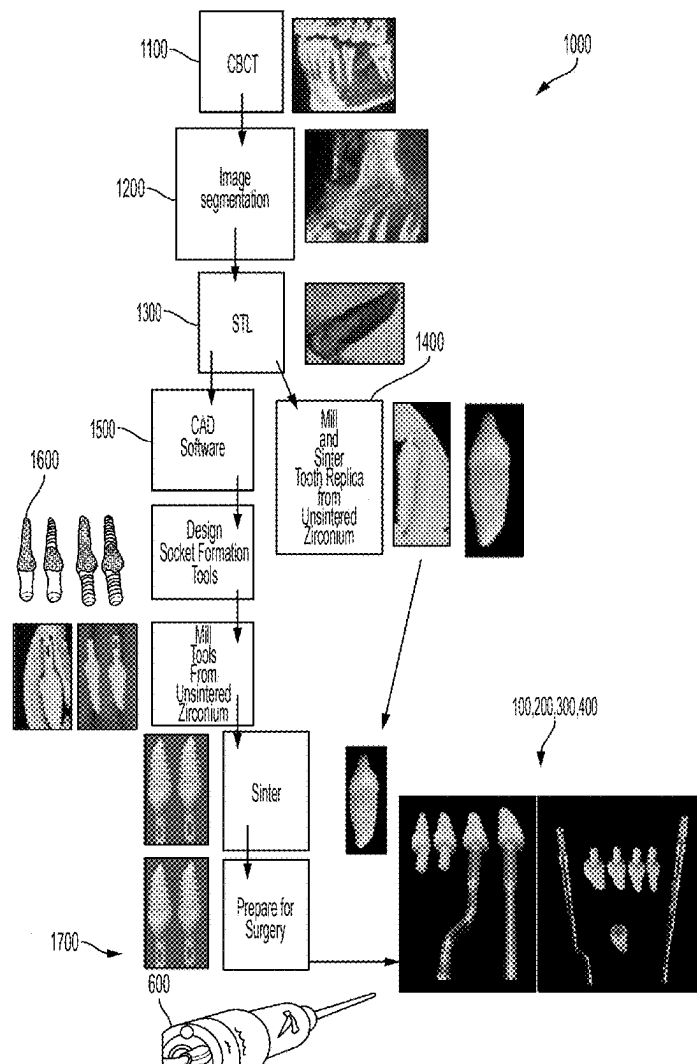 1100
CBCT
1000
1200
Image
segmentation
1300
STL
1400
1500
CAD
Software
Mill
and
Sinter
Tooth Replica
from
Unsintered
Zirconium
1600
Design
Socket Formation
Tools
Mill
Tools
From
Unsintered
Zirconium
100,200,300,400
Sinter
Prepare for
Surgery
1700
600